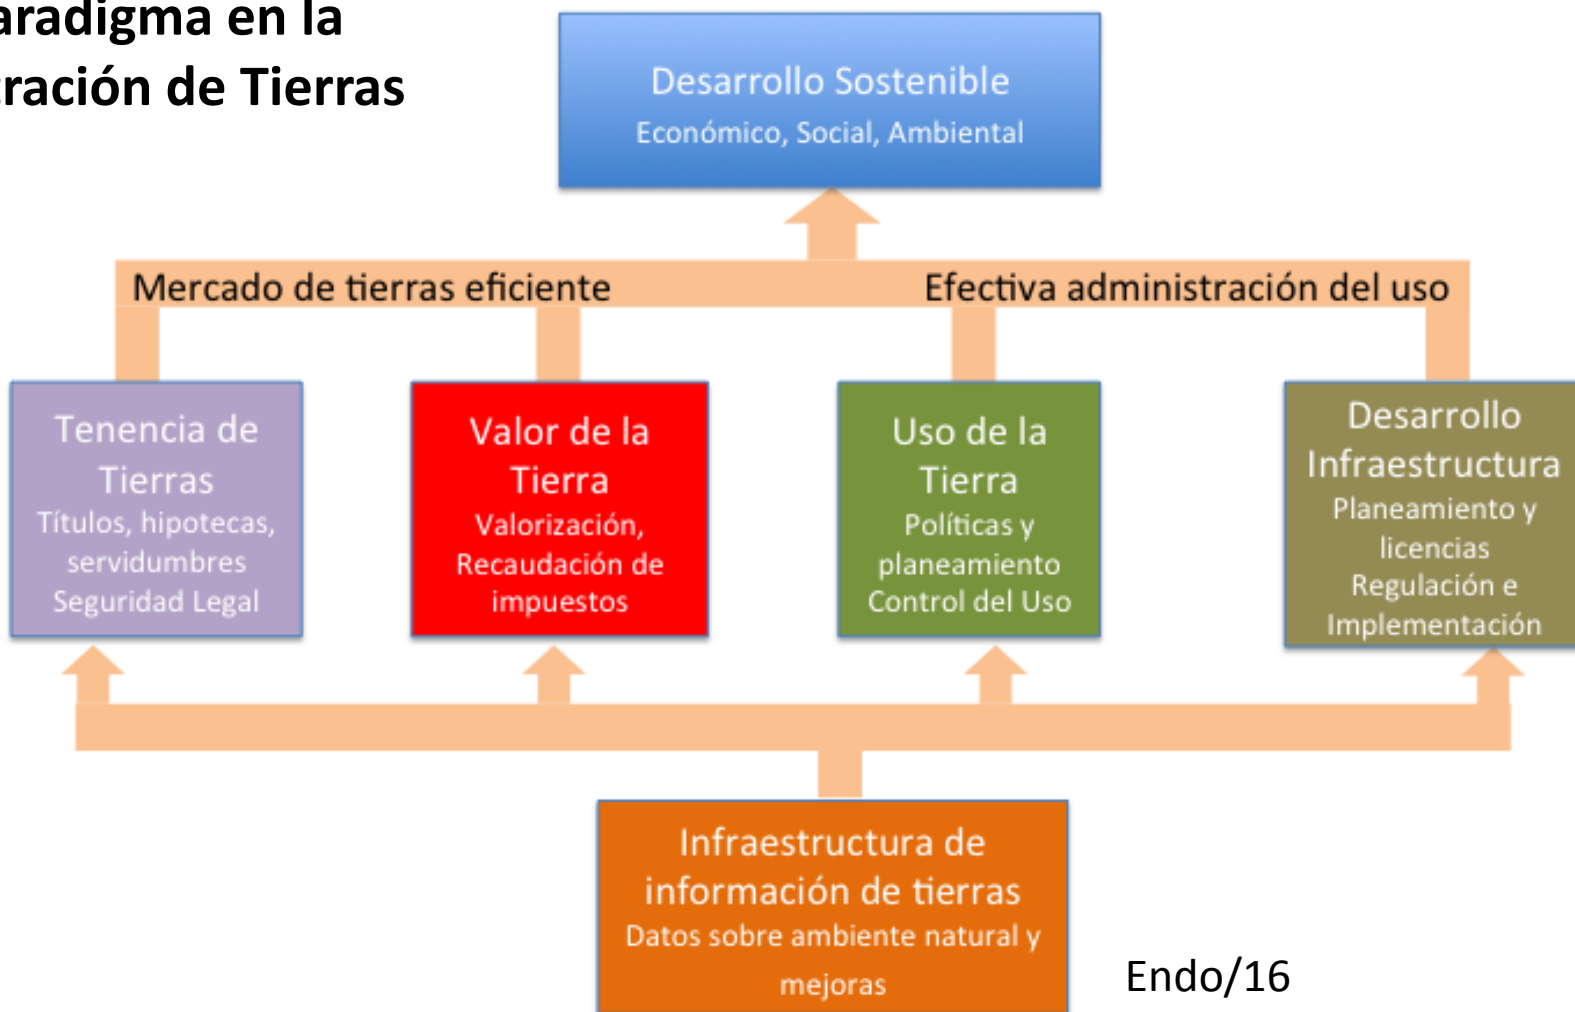 aradigma en la
tración de Tierras
Desarrollo Sostenible
Económico, Social, Ambiental
Mercado de tierras eficiente
Efectiva administración del uso
Tenencia de
Tierras
Títulos, hipotecas,
servidumbres
Seguridad Legal
Valor de la
Tierra
Valorización,
Recaudación de
impuestos
Uso de la
Tierra
Políticas y
planeamiento
Control del Uso
Desarrollo
Infraestructura
Planeamiento y
licencias
Regulación e
Implementación
Infraestructura de
información de tierras
Datos sobre ambiente natural y
mejoras
Endo/16